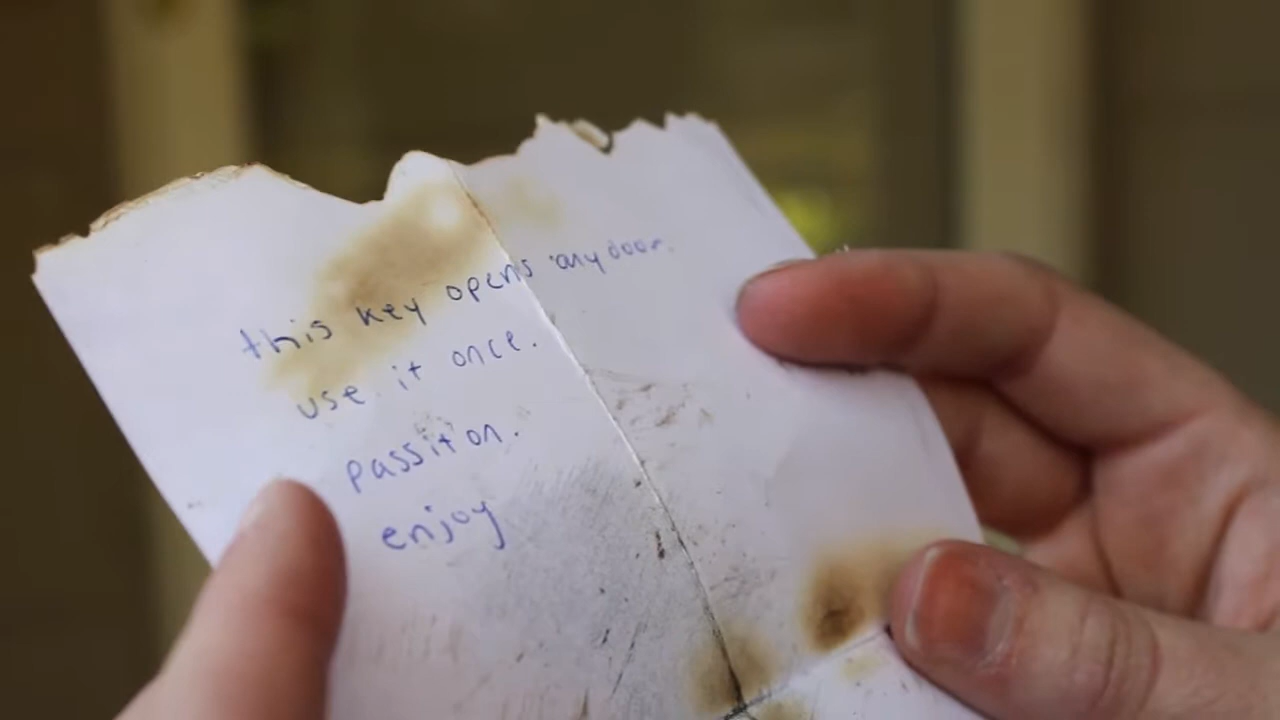 this key opens any door.
use it once.
pass it on.
enjoy